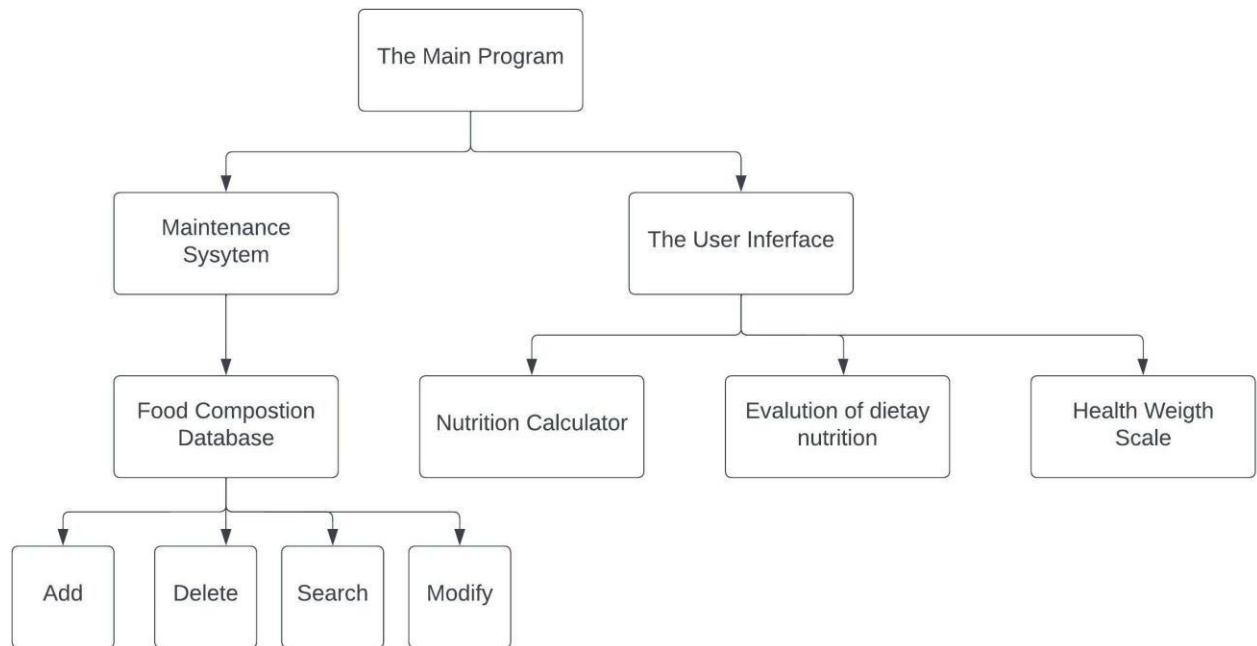 The Main Program
Maintenance
Sysytem
The User Inferface
Food Compostion
Database
Nutrition Calculator
Evalution of dietay
nutrition
Health Weigth
Scale
Add
Delete
Search
Modify